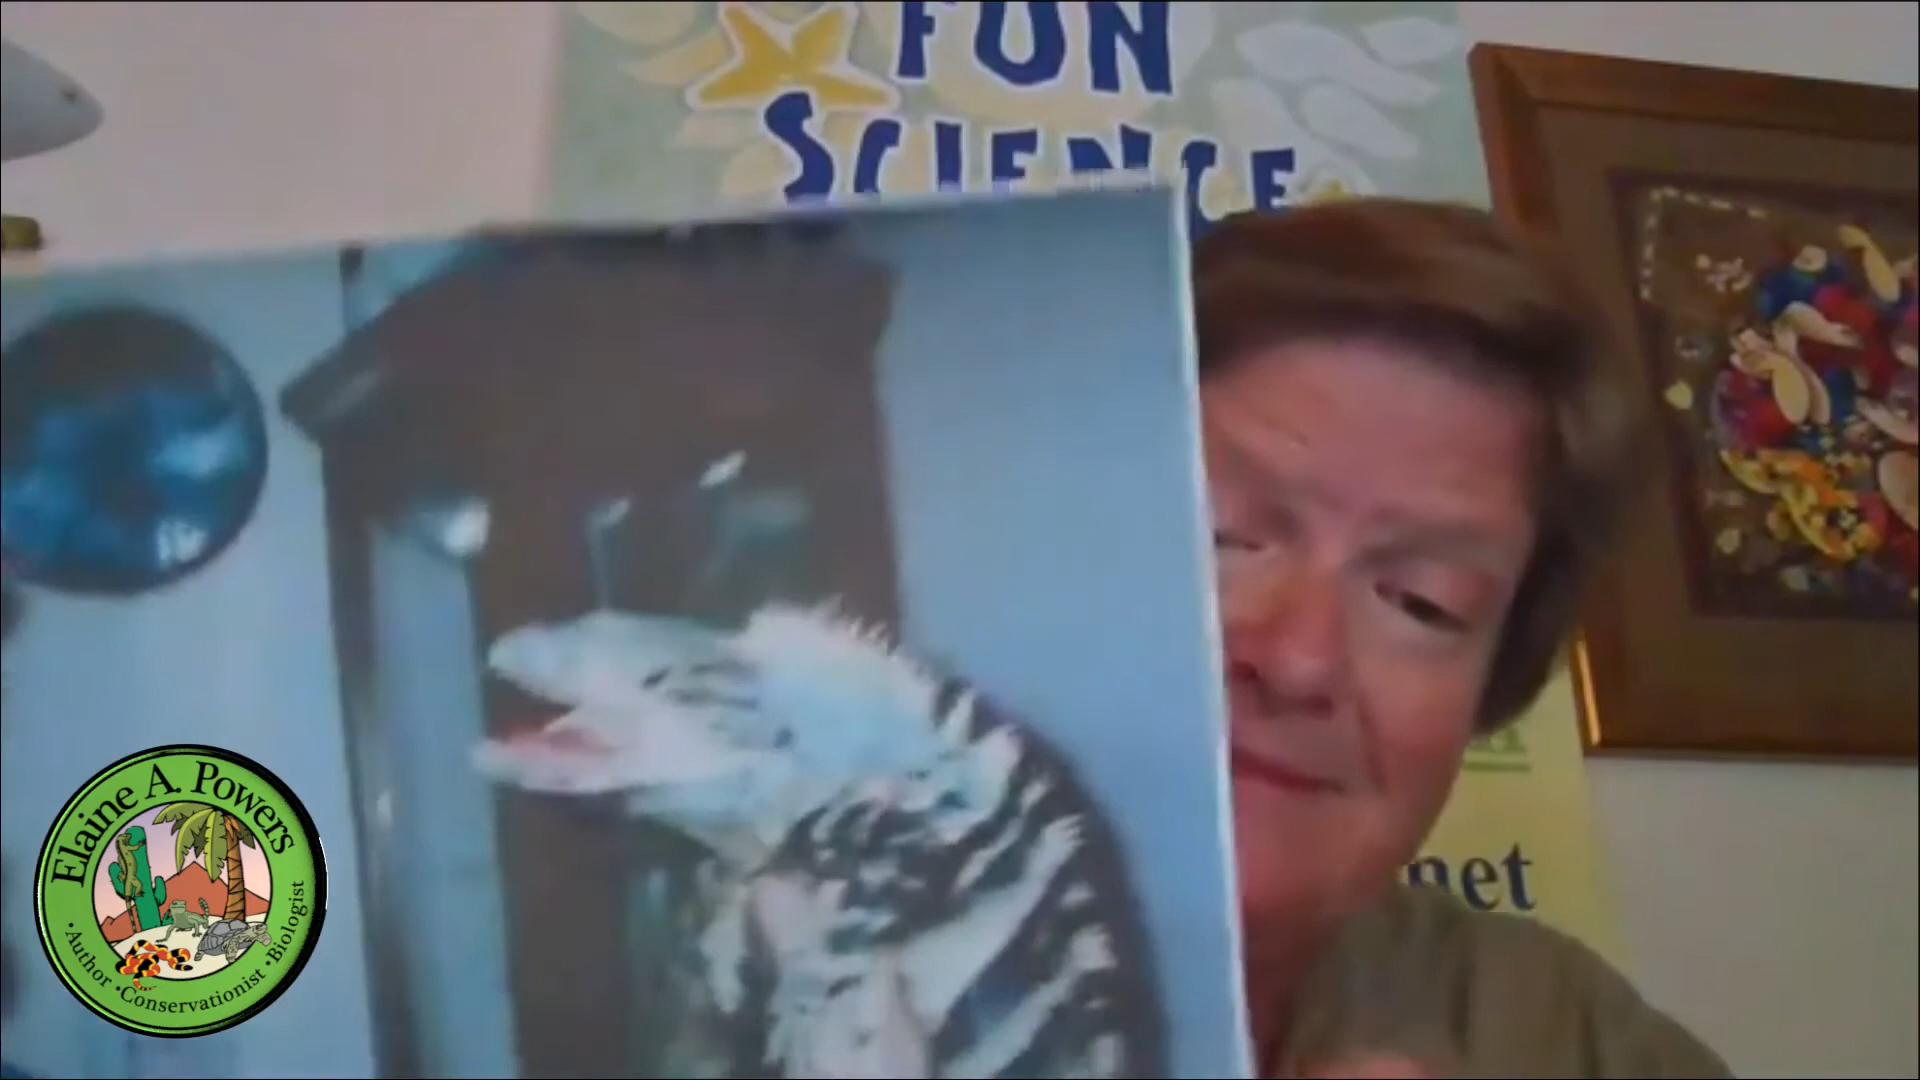 FUN
SCIENCE
net
Elaine A. Powers
•Author •Conservationist •Biologist